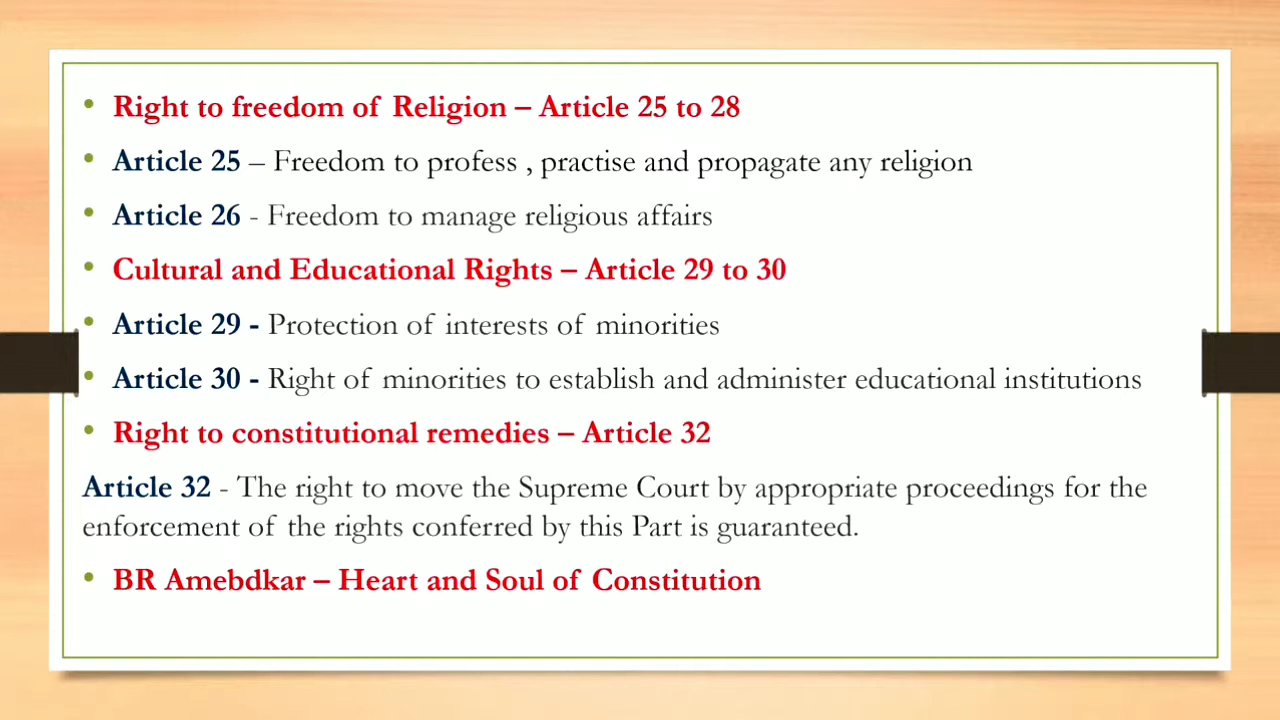 • Right to freedom of Religion – Article 25 to 28
• Article 25 – Freedom to profess , practise and propagate any religion
• Article 26 - Freedom to manage religious affairs
• Cultural and Educational Rights – Article 29 to 30
• Article 29 - Protection of interests of minorities
• Article 30 - Right of minorities to establish and administer educational institutions
• Right to constitutional remedies – Article 32
Article 32 - The right to move the Supreme Court by appropriate proceedings for the
enforcement of the rights conferred by this Part is guaranteed.
• BR Amebdkar – Heart and Soul of Constitution